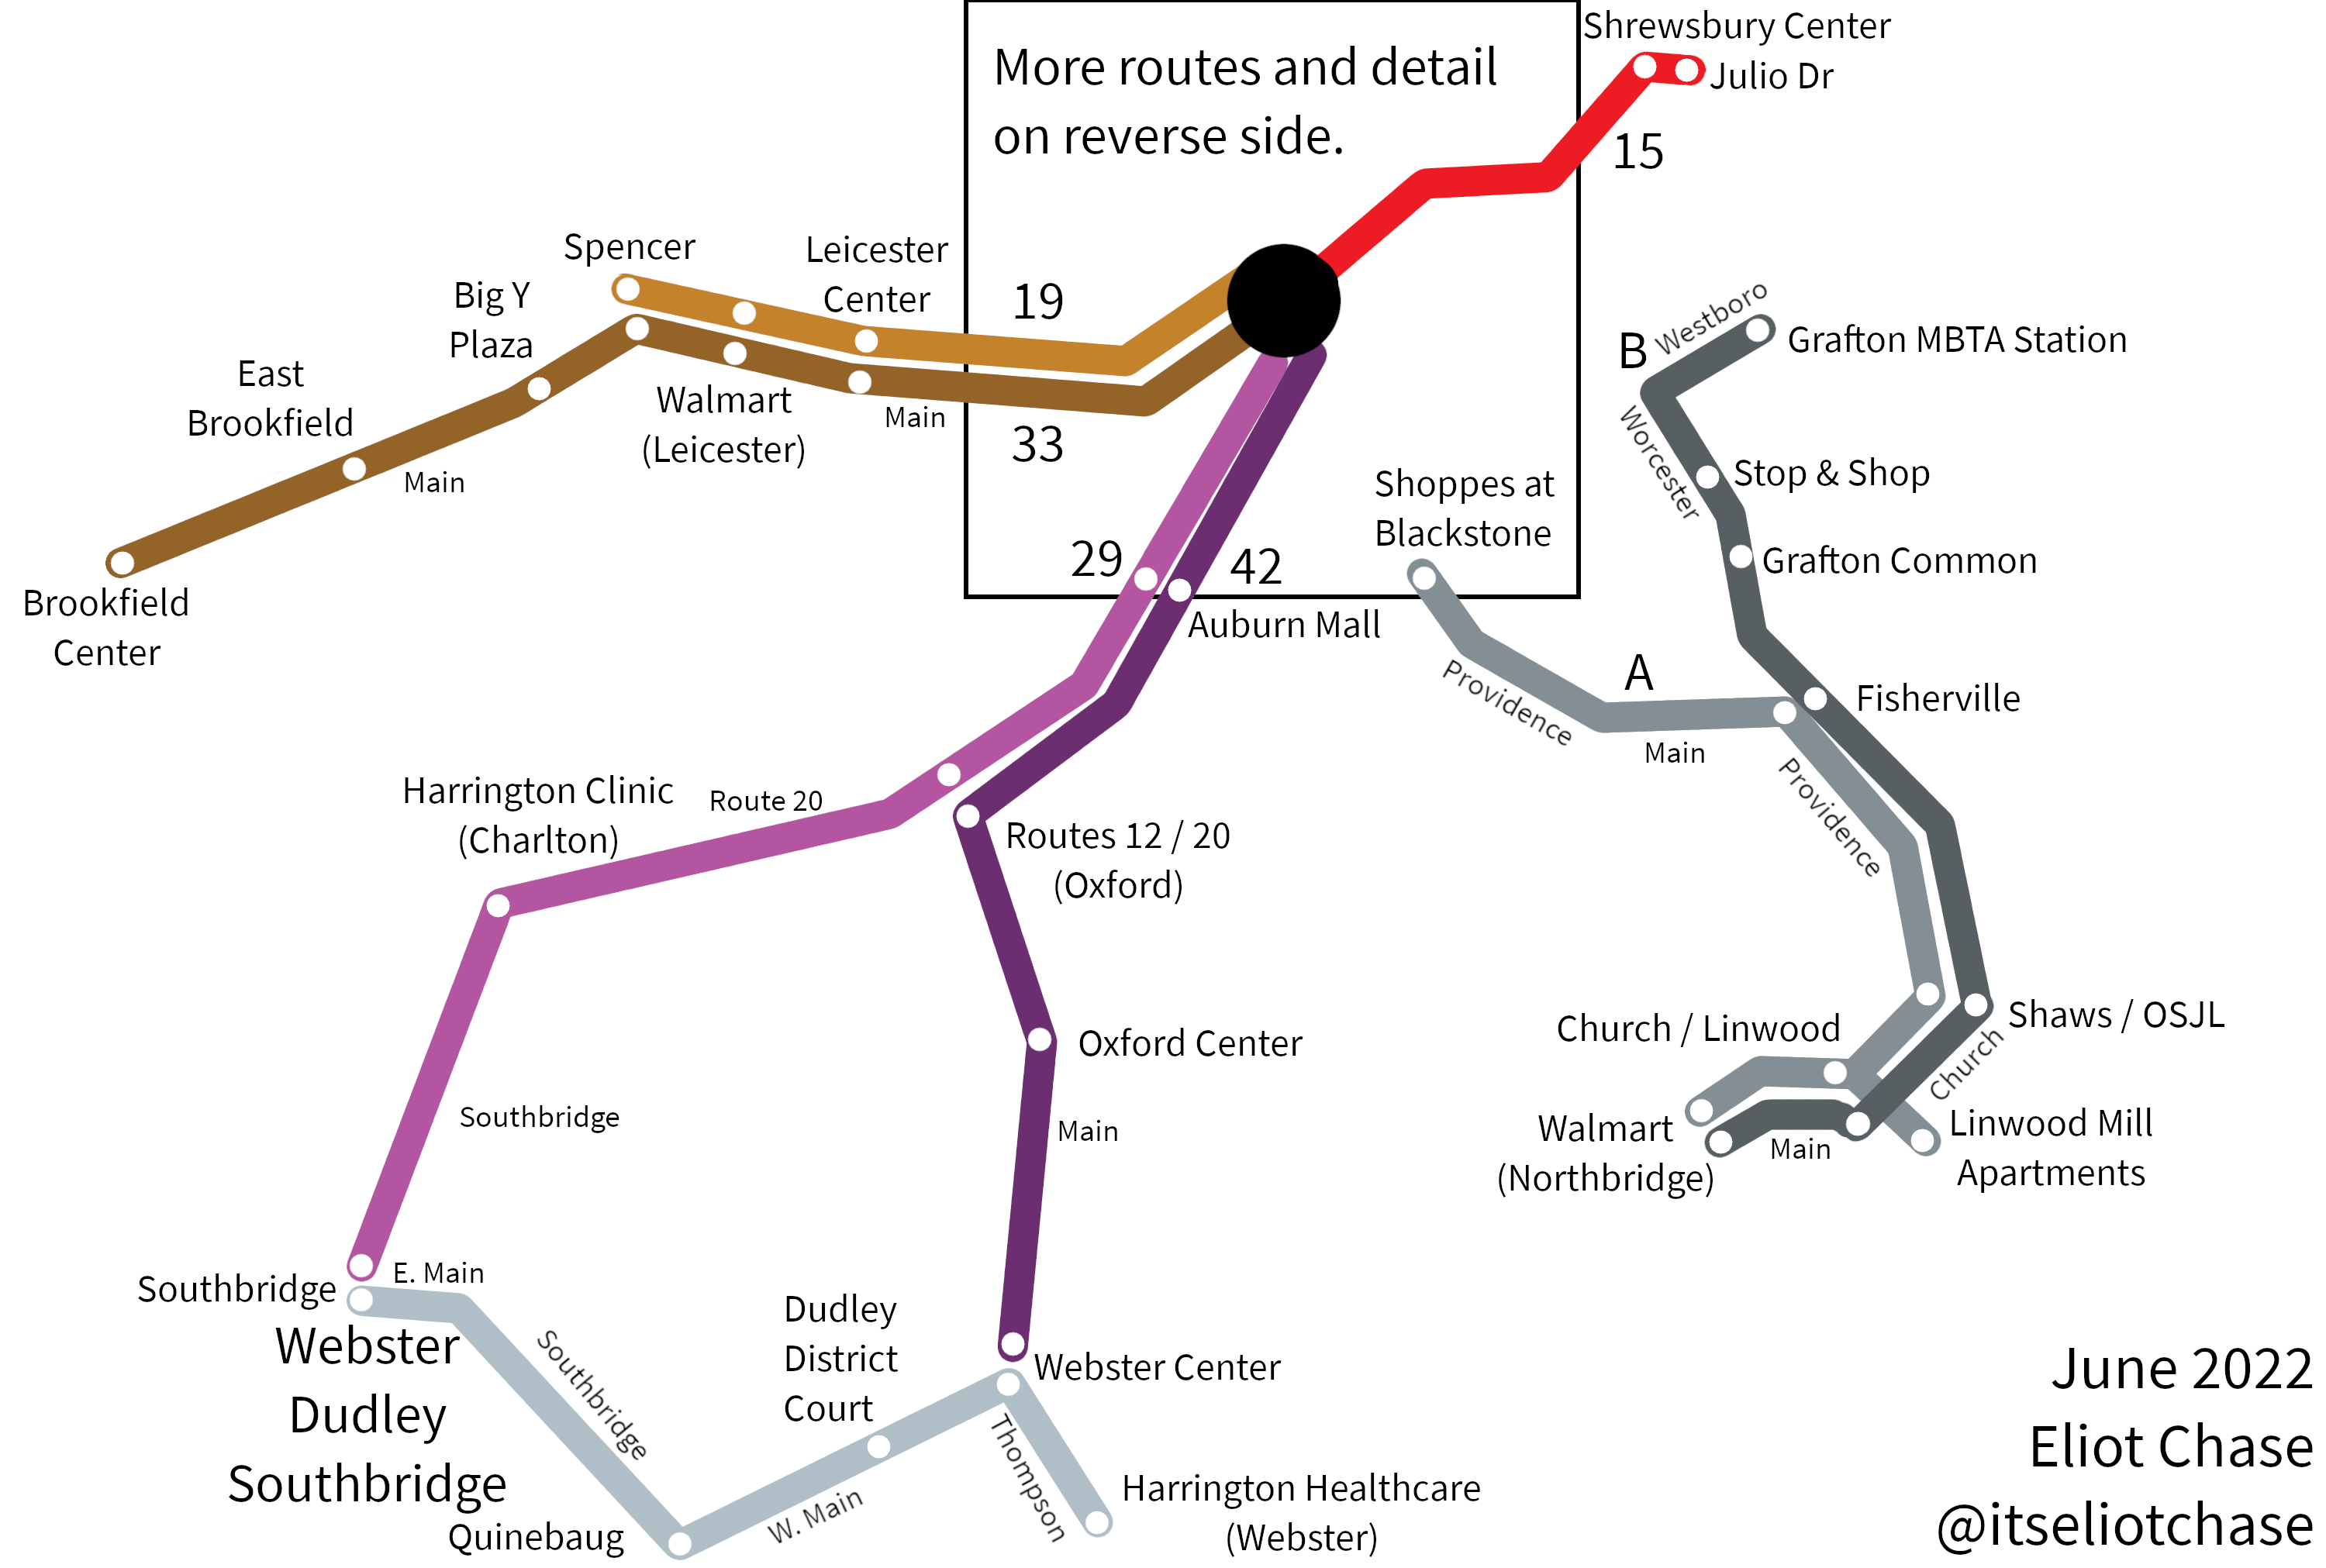 More routes and detail
on reverse side.
Shrewsbury Center
Julio Dr
15
Spencer
Leicester
Center
19
Big Y
Plaza
East
Brookfield
Walmart
(Leicester)
Main
33
Main
Brookfield
Center
29
42
Auburn Mall
Shoppes at
Blackstone
B
Westboro
Grafton MBTA Station
Worcester
Stop & Shop
Grafton Common
Providence
A
Main
Fisherville
Providence
Harrington Clinic
(Charlton)
Route 20
Routes 12 / 20
(Oxford)
Oxford Center
Main
Church / Linwood
Shaws / OSJL
Church
Walmart
(Northbridge)
Main
Linwood Mill
Apartments
Southbridge
Southbridge
E. Main
Webster
Dudley
Southbridge
Southbridge
Quinebaug
W. Main
Dudley
District
Court
Webster Center
Thompson
Harrington Healthcare
(Webster)
June 2022
Eliot Chase
@itseliotchase